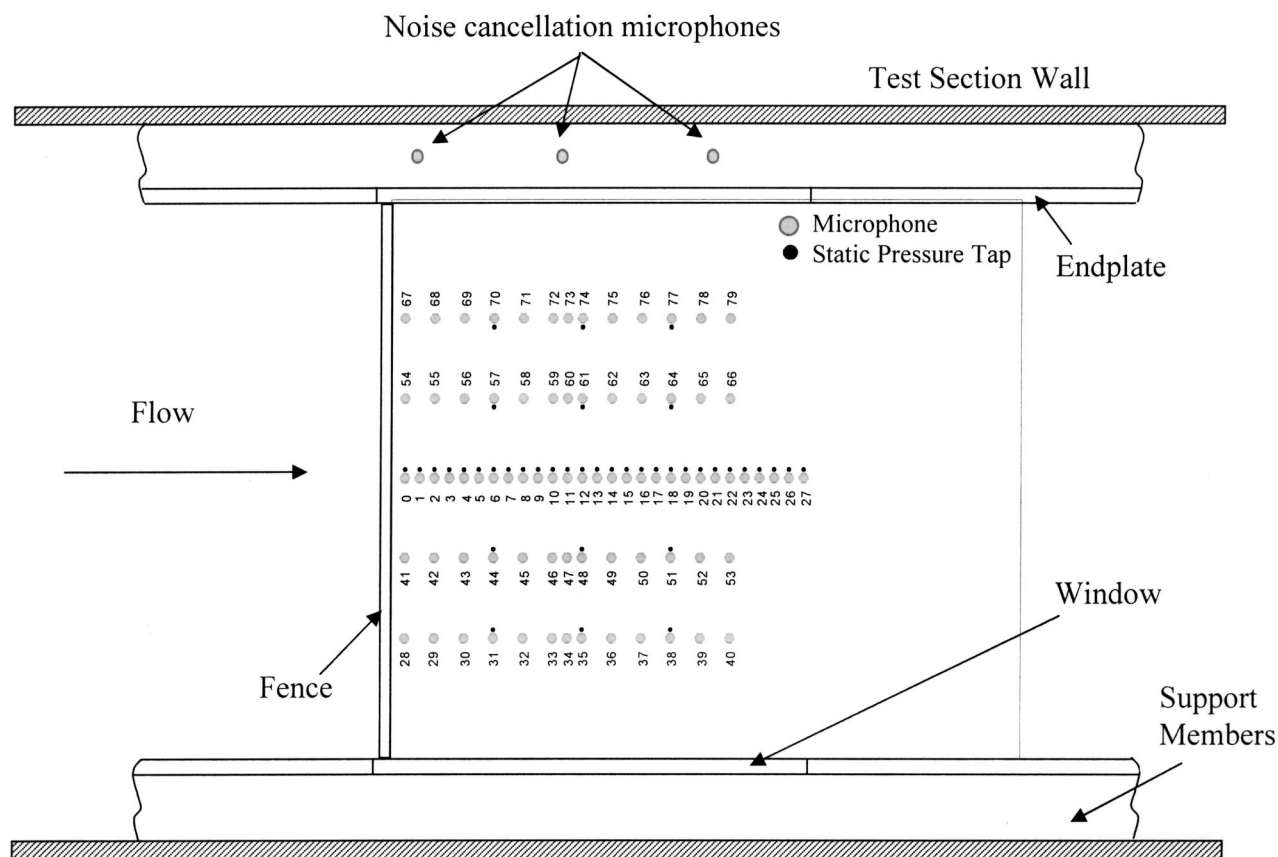 Noise cancellation microphones
Test Section Wall
Microphone
Static Pressure Tap
Endplate
67 68 69 70 71 72 73 74 75 76 77 78 79
54 55 56 57 58 59 60 61 62 63 64 65 66
Flow
0 1 2 3 4 5 6 7 8 9 10 11 12 13 14 15 16 17 18 19 20 21 22 23 24 25 26 27
41 42 43 44 45 46 47 48 49 50 51 52 53
Window
28 29 30 31 32 33 34 35 36 37 38 39 40
Fence
Support
Members